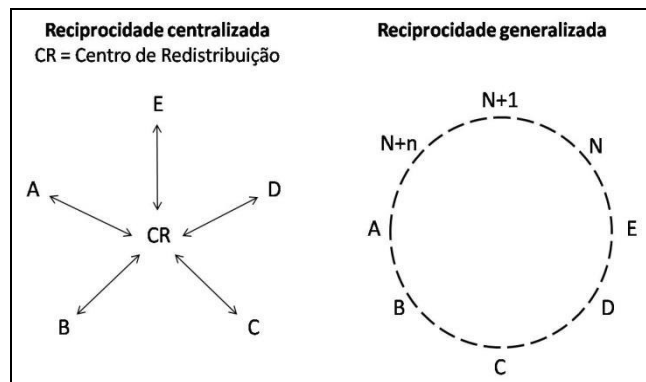 Reciprocidade centralizada
CR = Centro de Redistribuição
E
A
D
CR
B
C
Reciprocidade generalizada
N+1
N+n
N
A
E
B
D
C